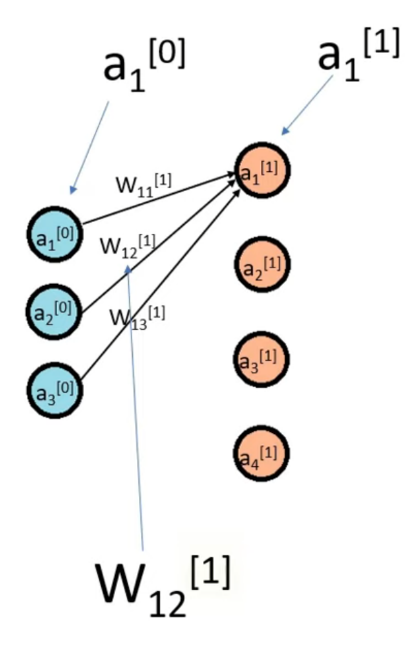 a₁[0]
a₁[1]
W₁₁[1]
a₁[1]
a₁[0]
W₁₂[1]
a₂[1]
a₂[0]
W₁₃[1]
a₃[1]
a₃[0]
a₄[1]
W₁₂[1]